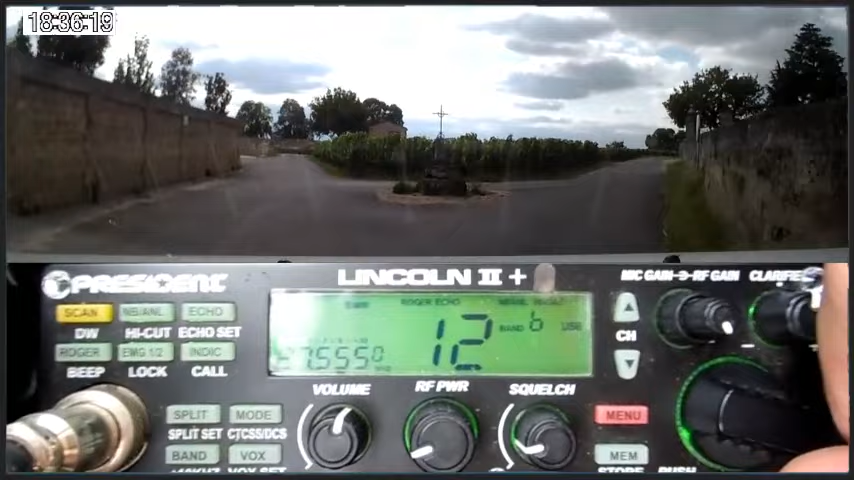 18:36:19
PRESIDENT
LINCOLN II +
MIC GAIN RF GAIN
CLARIFIER
SCAN NB/ANL ECHO
DW HI-CUT ECHO SET
ROGER EMG 1/2 INDIC
BEEP LOCK CALL
ROGER ECHO
12 BAND 6 USB
27.5550
CH
VOLUME RF PWR SQUELCH
SPLIT MODE
SPLIT SET CTCSS/DCS
BAND VOX
VOX SET
MENU
MEM
STORE PUSH